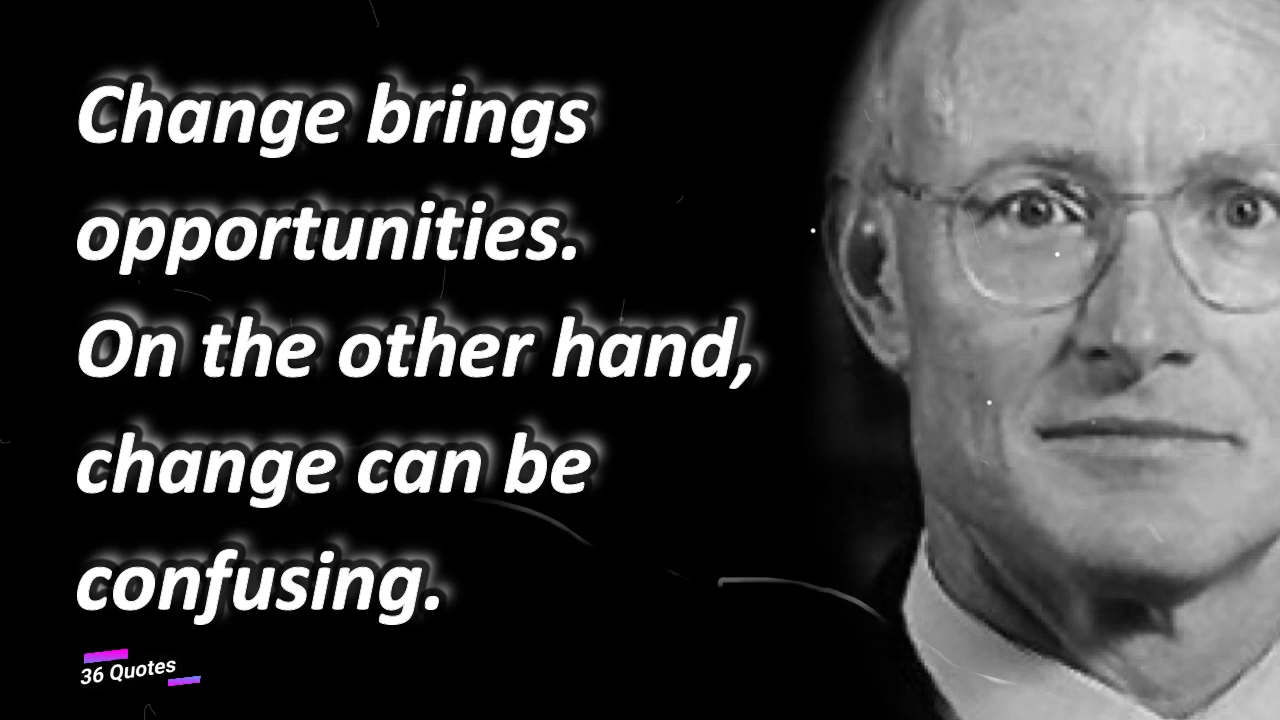 Change brings
opportunities.
On the other hand,
change can be
confusing.
36 Quotes